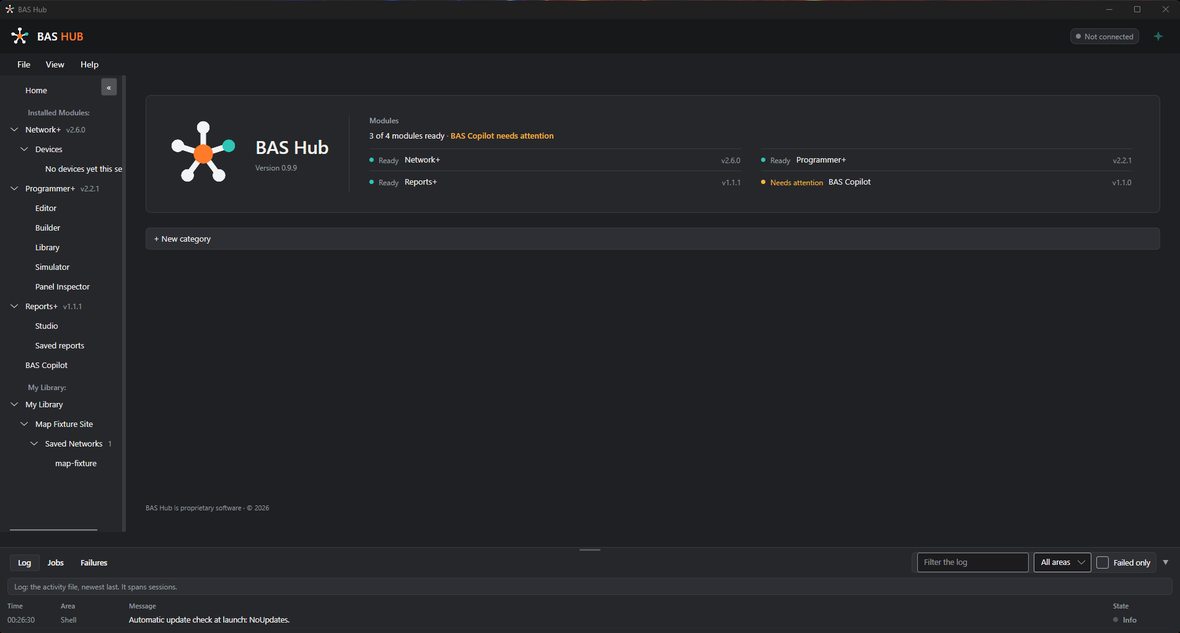 BAS Hub
BAS HUB
Not connected
File View Help
Home «
Installed Modules:
Network+ v2.6.0
Devices
No devices yet this se
Programmer+ v2.2.1
Editor
Builder
Library
Simulator
Panel Inspector
Reports+ v1.1.1
Studio
Saved reports
BAS Copilot
My Library:
My Library
Map Fixture Site
Saved Networks 1
map-fixture
BAS Hub
Version 0.9.9
Modules
3 of 4 modules ready · BAS Copilot needs attention
Ready Network+ v2.6.0
Ready Programmer+ v2.2.1
Ready Reports+ v1.1.1
Needs attention BAS Copilot v1.1.0
+ New category
BAS Hub is proprietary software · © 2026
Log Jobs Failures
Filter the log All areas Failed only
Log: the activity file, newest last. It spans sessions.
Time Area Message State
00:26:30 Shell Automatic update check at launch: NoUpdates. Info